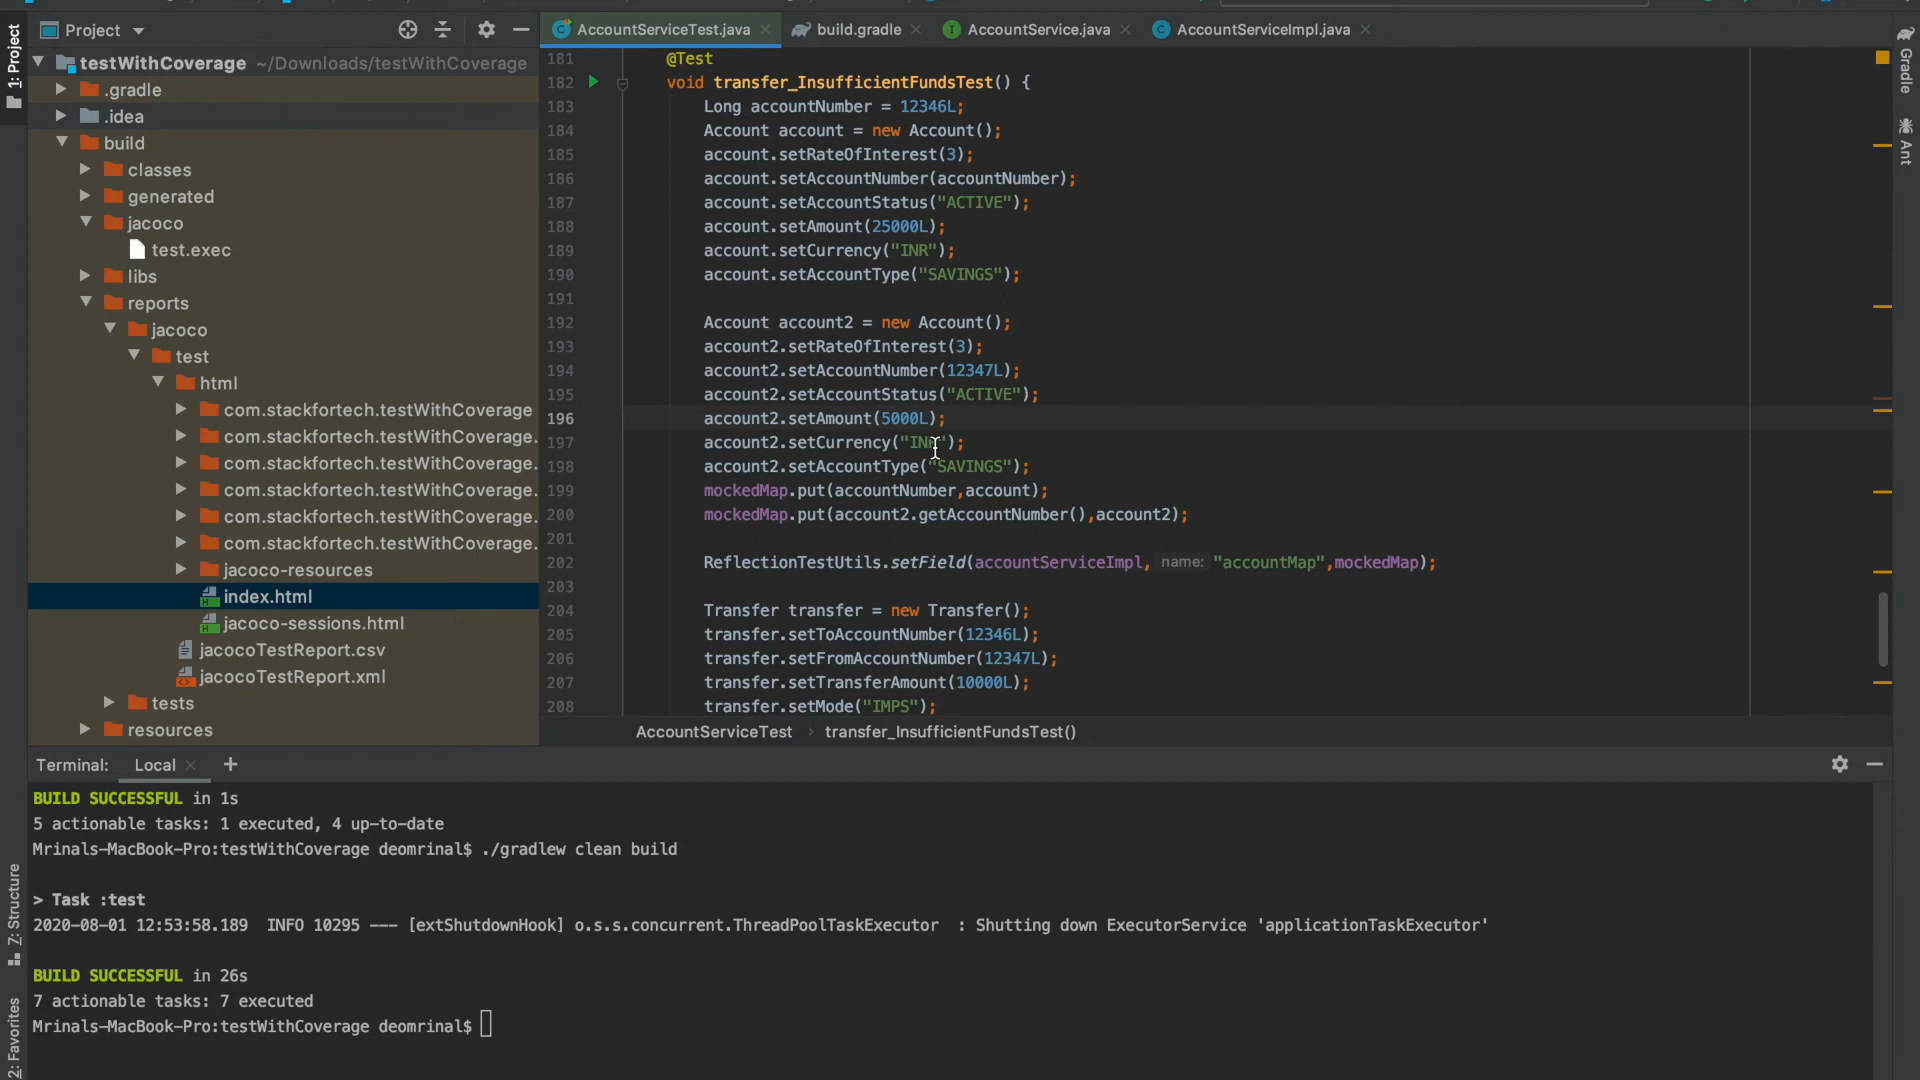 1: Project
Project
testWithCoverage ~/Downloads/testWithCoverage
.gradle
.idea
build
classes
generated
jacoco
test.exec
libs
reports
jacoco
test
html
com.stackfortech.testWithCoverage
com.stackfortech.testWithCoverage.
com.stackfortech.testWithCoverage.
com.stackfortech.testWithCoverage.
com.stackfortech.testWithCoverage.
com.stackfortech.testWithCoverage.
jacoco-resources
index.html
jacoco-sessions.html
jacocoTestReport.csv
jacocoTestReport.xml
tests
resources
AccountServiceTest.java build.gradle AccountService.java AccountServiceImpl.java
181 @Test
182 void transfer_InsufficientFundsTest() {
183 Long accountNumber = 12346L;
184 Account account = new Account();
185 account.setRateOfInterest(3);
186 account.setAccountNumber(accountNumber);
187 account.setAccountStatus("ACTIVE");
188 account.setAmount(25000L);
189 account.setCurrency("INR");
190 account.setAccountType("SAVINGS");
191
192 Account account2 = new Account();
193 account2.setRateOfInterest(3);
194 account2.setAccountNumber(12347L);
195 account2.setAccountStatus("ACTIVE");
196 account2.setAmount(5000L);
197 account2.setCurrency("INR");
198 account2.setAccountType("SAVINGS");
199 mockedMap.put(accountNumber,account);
200 mockedMap.put(account2.getAccountNumber(),account2);
201
202 ReflectionTestUtils.setField(accountServiceImpl, name: "accountMap",mockedMap);
203
204 Transfer transfer = new Transfer();
205 transfer.setToAccountNumber(12346L);
206 transfer.setFromAccountNumber(12347L);
207 transfer.setTransferAmount(10000L);
208 transfer.setMode("IMPS");
AccountServiceTest › transfer_InsufficientFundsTest()
Gradle
Ant
Terminal: Local +
BUILD SUCCESSFUL in 1s
5 actionable tasks: 1 executed, 4 up-to-date
Mrinals-MacBook-Pro:testWithCoverage deomrinal$ ./gradlew clean build
> Task :test
2020-08-01 12:53:58.189 INFO 10295 --- [extShutdownHook] o.s.s.concurrent.ThreadPoolTaskExecutor : Shutting down ExecutorService 'applicationTaskExecutor'
BUILD SUCCESSFUL in 26s
7 actionable tasks: 7 executed
Mrinals-MacBook-Pro:testWithCoverage deomrinal$
Z: Structure
2: Favorites